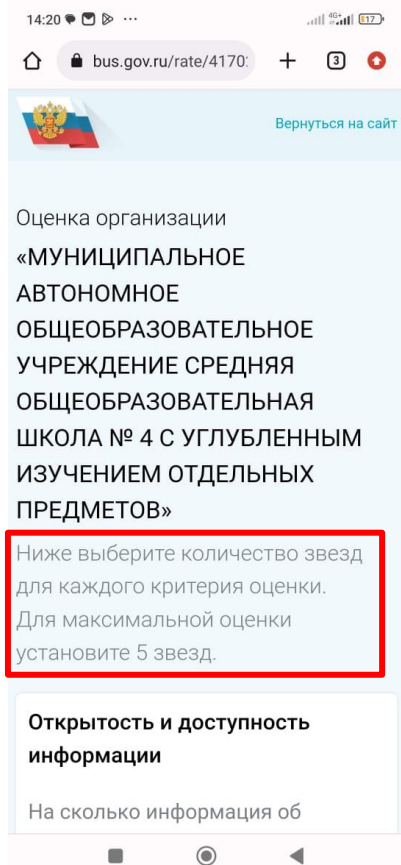 14:20 ... 4G+ 17
bus.gov.ru/rate/4170 3
Вернуться на сайт
Оценка организации
«МУНИЦИПАЛЬНОЕ
АВТОНОМНОЕ
ОБЩЕОБРАЗОВАТЕЛЬНОЕ
УЧРЕЖДЕНИЕ СРЕДНЯЯ
ОБЩЕОБРАЗОВАТЕЛЬНАЯ
ШКОЛА № 4 С УГЛУБЛЕННЫМ
ИЗУЧЕНИЕМ ОТДЕЛЬНЫХ
ПРЕДМЕТОВ»
Ниже выберите количество звезд
для каждого критерия оценки.
Для максимальной оценки
установите 5 звезд.
Открытость и доступность
информации
На сколько информация об